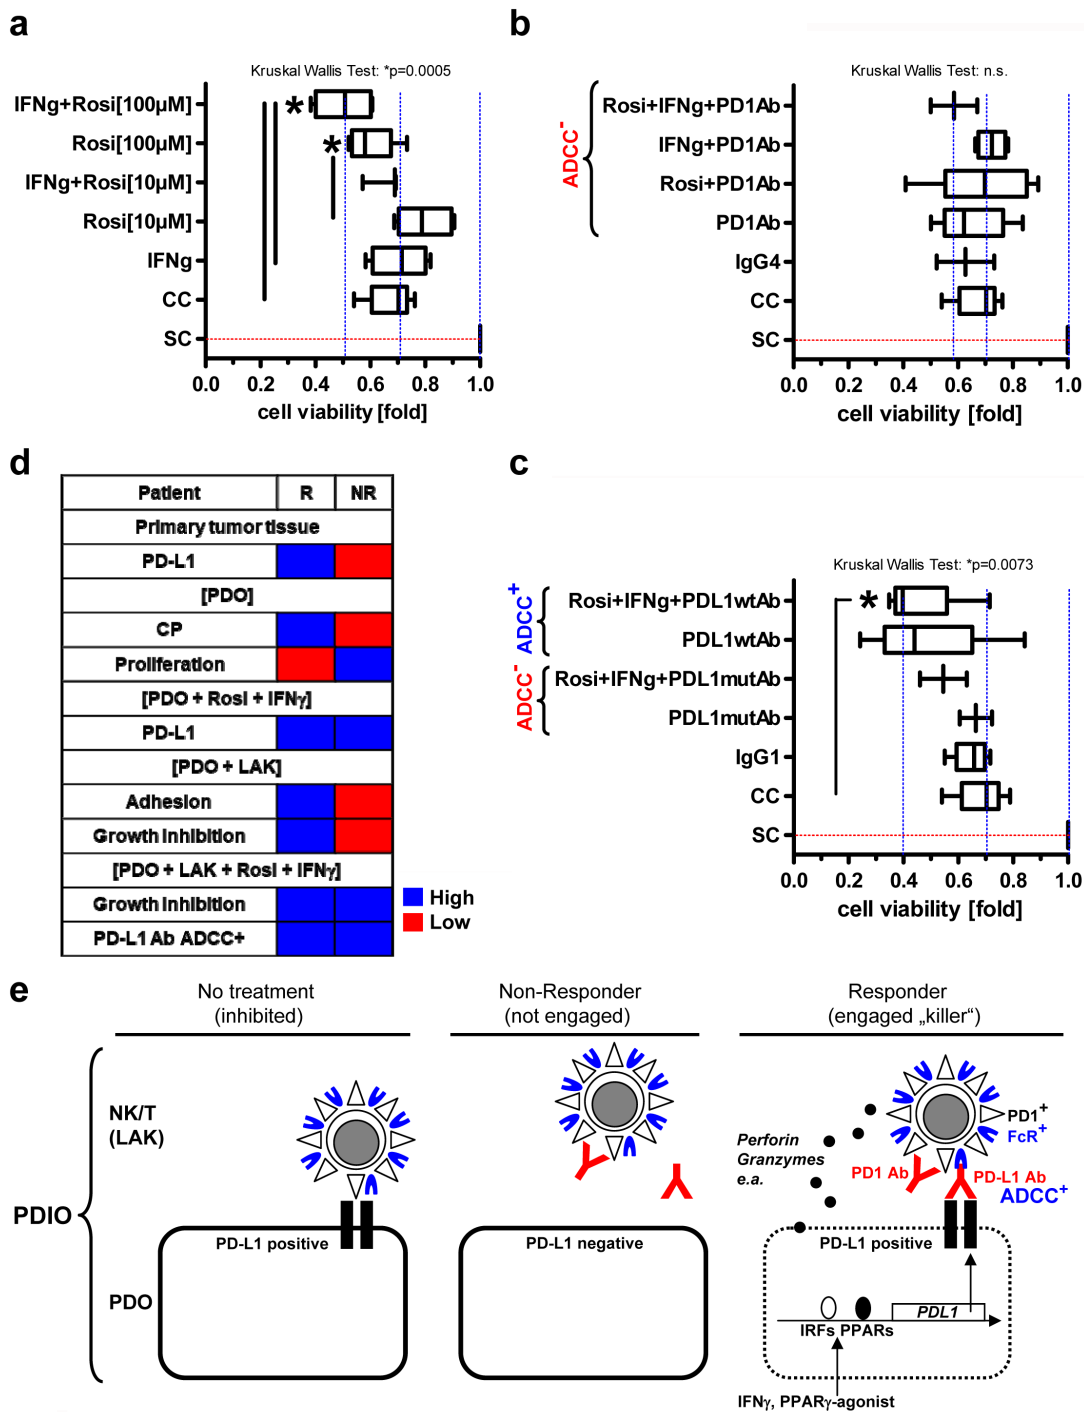 a
Kruskal Wallis Test: *p=0.0005
IFNg+Rosi[100µM]
*
Rosi[100µM]
*
IFNg+Rosi[10µM]
Rosi[10µM]
IFNg
CC
SC
0.0 0.2 0.4 0.6 0.8 1.0
cell viability [fold]
b
Kruskal Wallis Test: n.s.
ADCC-
Rosi+IFNg+PD1Ab
IFNg+PD1Ab
Rosi+PD1Ab
PD1Ab
IgG4
CC
SC
0.0 0.2 0.4 0.6 0.8 1.0
cell viability [fold]
d
Patient R NR
Primary tumor tissue
PD-L1
[PDO]
CP
Proliferation
[PDO + Rosi + IFNγ]
PD-L1
[PDO + LAK]
Adhesion
Growth inhibition
[PDO + LAK + Rosi + IFNγ]
Growth inhibition
PD-L1 Ab ADCC+
High
Low
c
Kruskal Wallis Test: *p=0.0073
ADCC+
ADCC-
Rosi+IFNg+PDL1wtAb
*
PDL1wtAb
Rosi+IFNg+PDL1mutAb
PDL1mutAb
IgG1
CC
SC
0.0 0.2 0.4 0.6 0.8 1.0
cell viability [fold]
e
No treatment
(inhibited)
Non-Responder
(not engaged)
Responder
(engaged „killer“)
PDIO
NK/T
(LAK)
PDO
PD-L1 positive
PD-L1 negative
PD1+
FcR+
Perforin
Granzymes
e.a.
PD1 Ab
PD-L1 Ab
ADCC+
PD-L1 positive
PDL1
IRFs PPARs
IFNγ, PPARγ-agonist